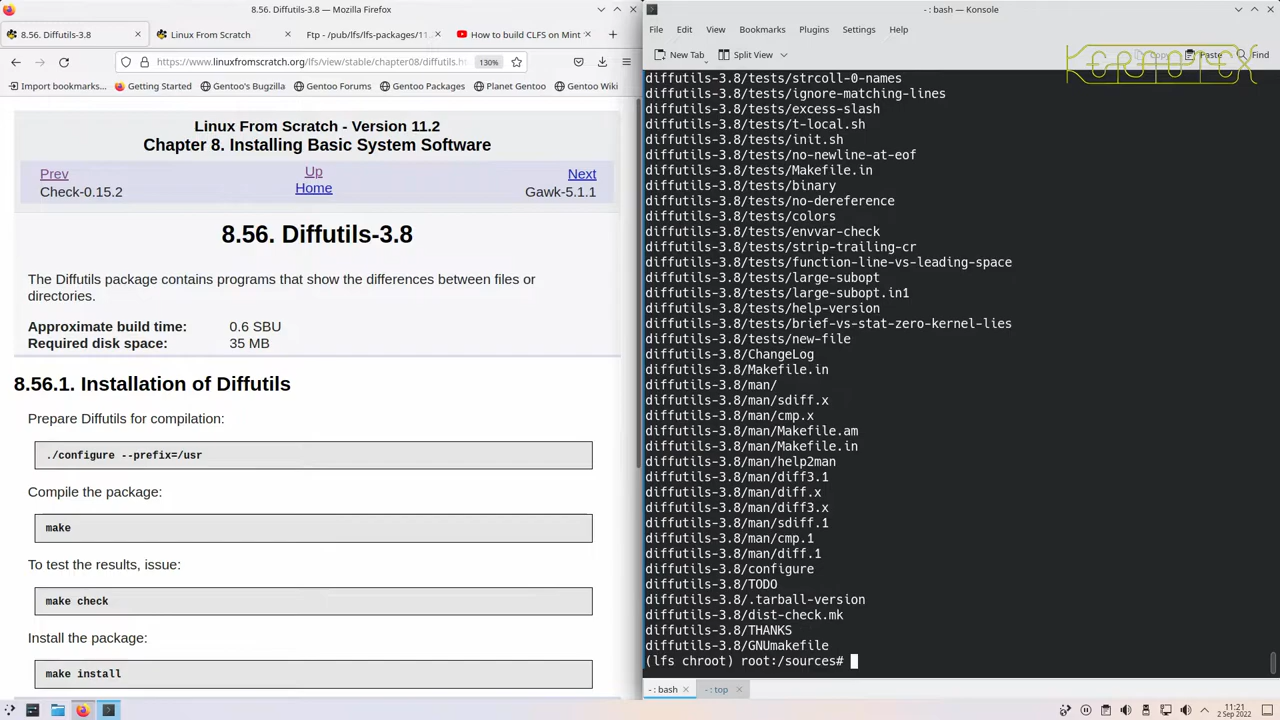 8.56. Diffutils-3.8 — Mozilla Firefox
8.56. Diffutils-3.8
Linux From Scratch
Ftp - /pub/lfs/lfs-packages/11.
How to build CLFS on Mint
https://www.linuxfromscratch.org/lfs/view/stable/chapter08/diffutils
130%
Import bookmarks...
Getting Started
Gentoo's Bugzilla
Gentoo Forums
Gentoo Packages
Planet Gentoo
Gentoo Wiki
Linux From Scratch - Version 11.2
Chapter 8. Installing Basic System Software
Prev
Up
Next
Check-0.15.2
Home
Gawk-5.1.1
8.56. Diffutils-3.8
The Diffutils package contains programs that show the differences between files or
directories.
Approximate build time: 0.6 SBU
Required disk space: 35 MB
8.56.1. Installation of Diffutils
Prepare Diffutils for compilation:
./configure --prefix=/usr
Compile the package:
make
To test the results, issue:
make check
Install the package:
make install
- : bash — Konsole
File Edit View Bookmarks Plugins Settings Help
New Tab
Split View
Copy
Paste
Find
KERNOTEX
diffutils-3.8/tests/strcoll-0-names
diffutils-3.8/tests/ignore-matching-lines
diffutils-3.8/tests/excess-slash
diffutils-3.8/tests/t-local.sh
diffutils-3.8/tests/init.sh
diffutils-3.8/tests/no-newline-at-eof
diffutils-3.8/tests/Makefile.in
diffutils-3.8/tests/binary
diffutils-3.8/tests/no-dereference
diffutils-3.8/tests/colors
diffutils-3.8/tests/envvar-check
diffutils-3.8/tests/strip-trailing-cr
diffutils-3.8/tests/function-line-vs-leading-space
diffutils-3.8/tests/large-subopt
diffutils-3.8/tests/large-subopt.in1
diffutils-3.8/tests/help-version
diffutils-3.8/tests/brief-vs-stat-zero-kernel-lies
diffutils-3.8/tests/new-file
diffutils-3.8/ChangeLog
diffutils-3.8/Makefile.in
diffutils-3.8/man/
diffutils-3.8/man/sdiff.x
diffutils-3.8/man/cmp.x
diffutils-3.8/man/Makefile.am
diffutils-3.8/man/Makefile.in
diffutils-3.8/man/help2man
diffutils-3.8/man/diff3.1
diffutils-3.8/man/diff.x
diffutils-3.8/man/diff3.x
diffutils-3.8/man/sdiff.1
diffutils-3.8/man/cmp.1
diffutils-3.8/man/diff.1
diffutils-3.8/configure
diffutils-3.8/TODO
diffutils-3.8/.tarball-version
diffutils-3.8/dist-check.mk
diffutils-3.8/THANKS
diffutils-3.8/GNUmakefile
(lfs chroot) root:/sources#
- : bash
- : top
11:21
2 Sep 2022